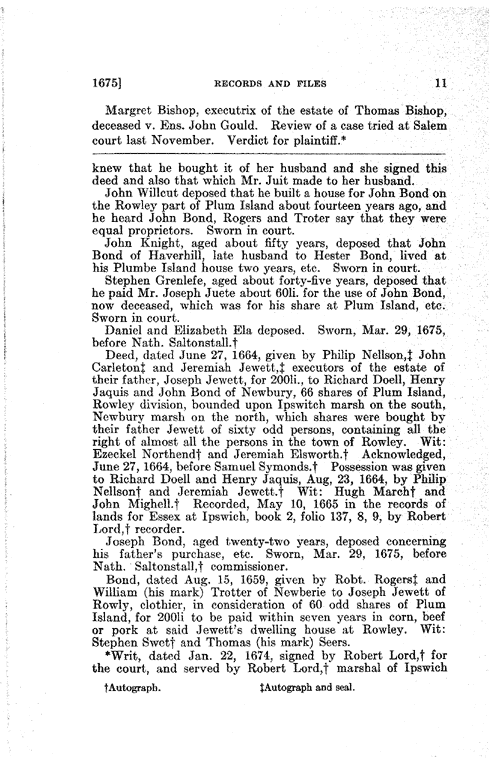 1675] RECORDS AND FILES 11
Margret Bishop, executrix of the estate of Thomas Bishop,
deceased v. Ens. John Gould. Review of a case tried at Salem
court last November. Verdict for plaintiff.*
knew that he bought it of her husband and she signed this
deed and also that which Mr. Juit made to her husband.
John Willcut deposed that he built a house for John Bond on
the Rowley part of Plum Island about fourteen years ago, and
he heard John Bond, Rogers and Troter say that they were
equal proprietors. Sworn in court.
John Knight, aged about fifty years, deposed that John
Bond of Haverhill, late husband to Hester Bond, lived at
his Plumbe Island house two years, etc. Sworn in court.
Stephen Grenlefe, aged about forty-five years, deposed that
he paid Mr. Joseph Juete about 60li. for the use of John Bond,
now deceased, which was for his share at Plum Island, etc.
Sworn in court.
Daniel and Elizabeth Ela deposed. Sworn, Mar. 29, 1675,
before Nath. Saltonstall.†
Deed, dated June 27, 1664, given by Philip Nellson,‡ John
Carleton‡ and Jeremiah Jewett,‡ executors of the estate of
their father, Joseph Jewett, for 200li., to Richard Doell, Henry
Jaquis and John Bond of Newbury, 66 shares of Plum Island,
Rowley division, bounded upon Ipswitch marsh on the south,
Newbury marsh on the north, which shares were bought by
their father Jewett of sixty odd persons, containing all the
right of almost all the persons in the town of Rowley. Wit:
Ezeckel Northend† and Jeremiah Elsworth.† Acknowledged,
June 27, 1664, before Samuel Symonds.† Possession was given
to Richard Doell and Henry Jaquis, Aug, 23, 1664, by Philip
Nellson† and Jeremiah Jewett.† Wit: Hugh March† and
John Mighell.† Recorded, May 10, 1665 in the records of
lands for Essex at Ipswich, book 2, folio 137, 8, 9, by Robert
Lord,† recorder.
Joseph Bond, aged twenty-two years, deposed concerning
his father's purchase, etc. Sworn, Mar. 29, 1675, before
Nath. Saltonstall,† commissioner.
Bond, dated Aug. 15, 1659, given by Robt. Rogers‡ and
William (his mark) Trotter of Newberie to Joseph Jewett of
Rowly, clothier, in consideration of 60 odd shares of Plum
Island, for 200li to be paid within seven years in corn, beef
or pork at said Jewett's dwelling house at Rowley. Wit:
Stephen Swet† and Thomas (his mark) Seers.
*Writ, dated Jan. 22, 1674, signed by Robert Lord,† for
the court, and served by Robert Lord,† marshal of Ipswich
†Autograph. ‡Autograph and seal.